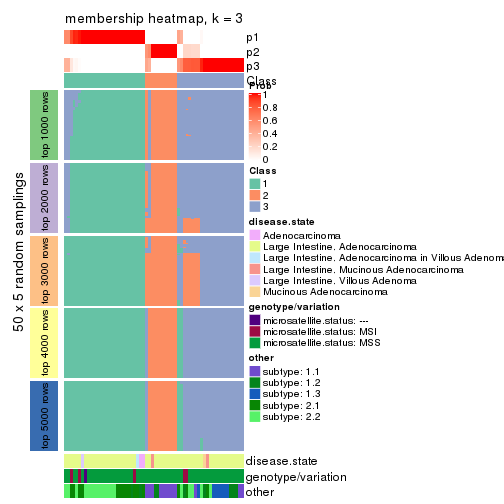 membership heatmap, k = 3
p1
p2
p3
Class
50 x 5 random samplings
top 1000 rows
top 2000 rows
top 3000 rows
top 4000 rows
top 5000 rows
Prob
1
0.8
0.6
0.4
0.2
0
Class
1
2
3
disease.state
Adenocarcinoma
Large Intestine. Adenocarcinoma
Large Intestine. Adenocarcinoma in Villous Adenom
Large Intestine. Mucinous Adenocarcinoma
Large Intestine. Villous Adenoma
Mucinous Adenocarcinoma
genotype/variation
microsatellite.status: ---
microsatellite.status: MSI
microsatellite.status: MSS
other
subtype: 1.1
subtype: 1.2
subtype: 1.3
subtype: 2.1
subtype: 2.2
disease.state
genotype/variation
other